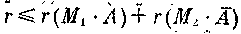 r ≤ r(M₁ · A) + r(M₂ · Ā)